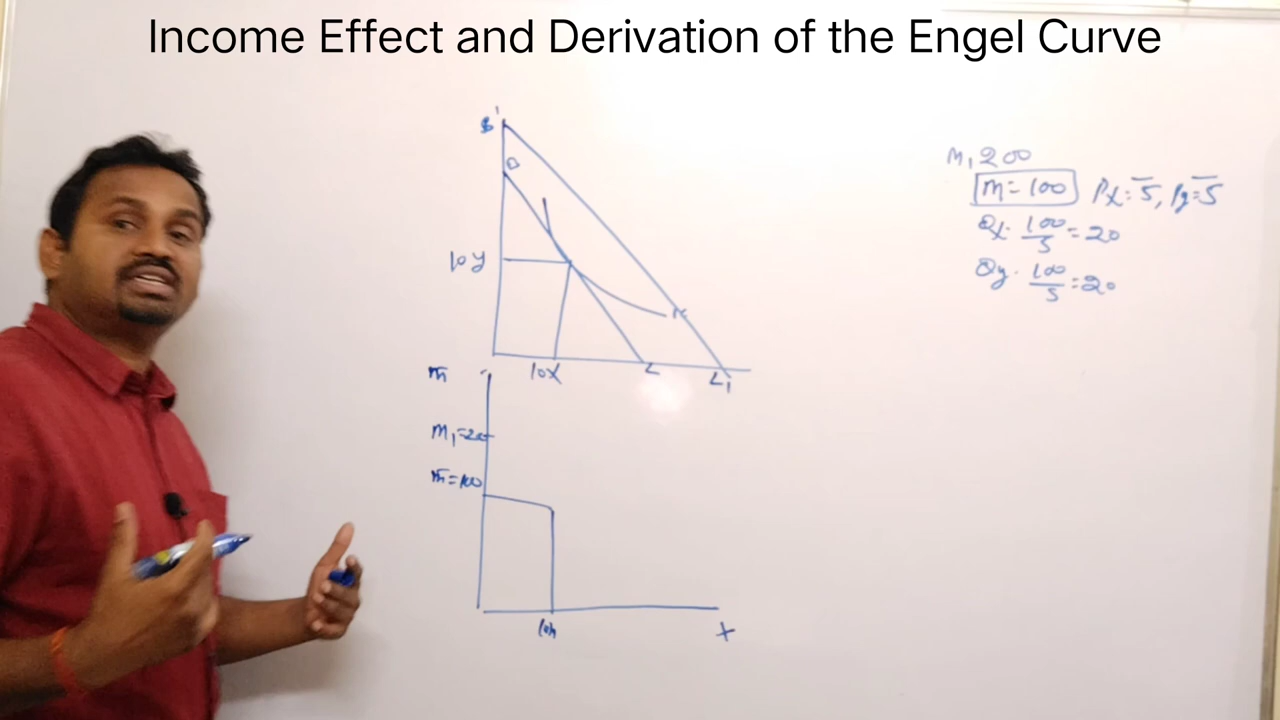 Income Effect and Derivation of the Engel Curve
B'
B
10y
10X
L
L1
M1 200
m = 100 Px = 5, Py = 5
Qx = 100/5 = 20
Qy = 100/5 = 20
m
M1 = 200
m = 100
10x
X